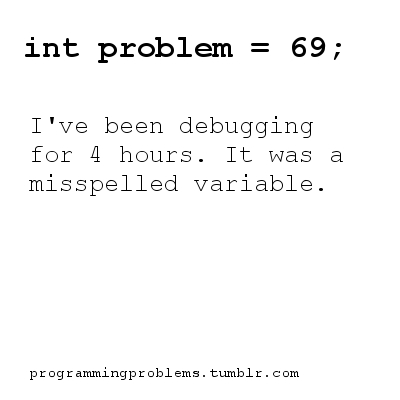 int problem = 69;
I've been debugging
for 4 hours. It was a
misspelled variable.
programmingproblems.tumblr.com